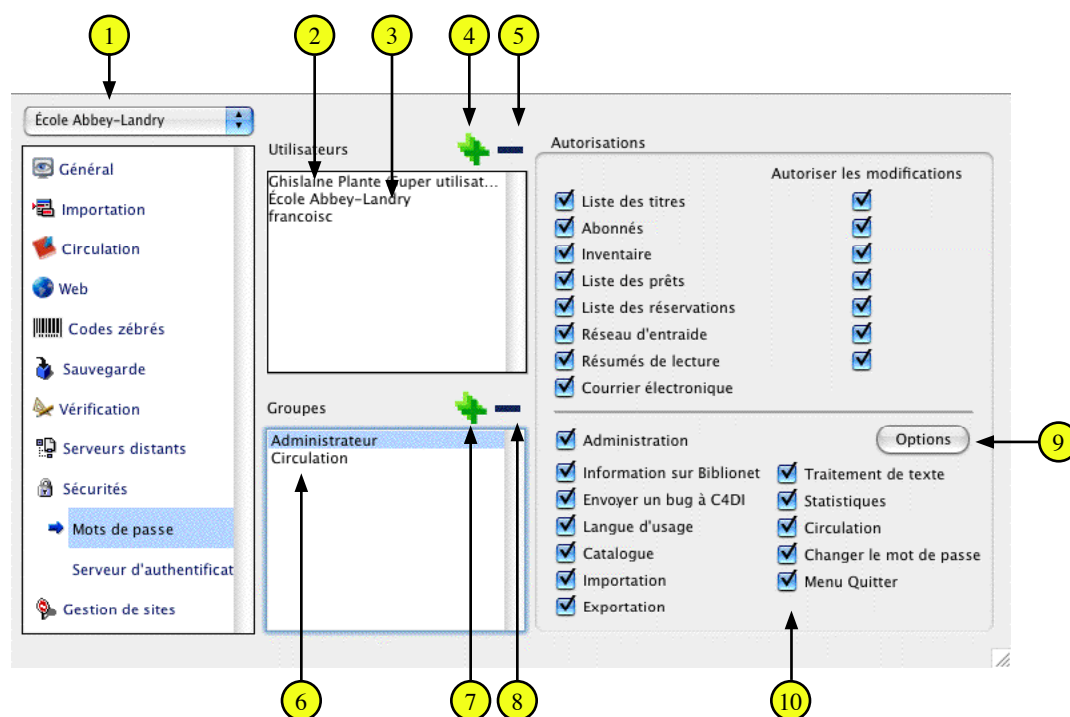 1
2
3
4
5
École Abbey-Landry
Général
Importation
Circulation
Web
Codes zébrés
Sauvegarde
Vérification
Serveurs distants
Sécurités
Mots de passe
Serveur d'authentificat
Gestion de sites
Utilisateurs
Ghislaine Plante (Super utilisat...
École Abbey-Landry
francoisc
Groupes
Administrateur
Circulation
Autorisations
Autoriser les modifications
Liste des titres
Abonnés
Inventaire
Liste des prêts
Liste des réservations
Réseau d'entraide
Résumés de lecture
Courrier électronique
Administration
Options
9
Information sur Biblionet
Envoyer un bug à C4DI
Langue d'usage
Catalogue
Importation
Exportation
Traitement de texte
Statistiques
Circulation
Changer le mot de passe
Menu Quitter
6
7
8
10